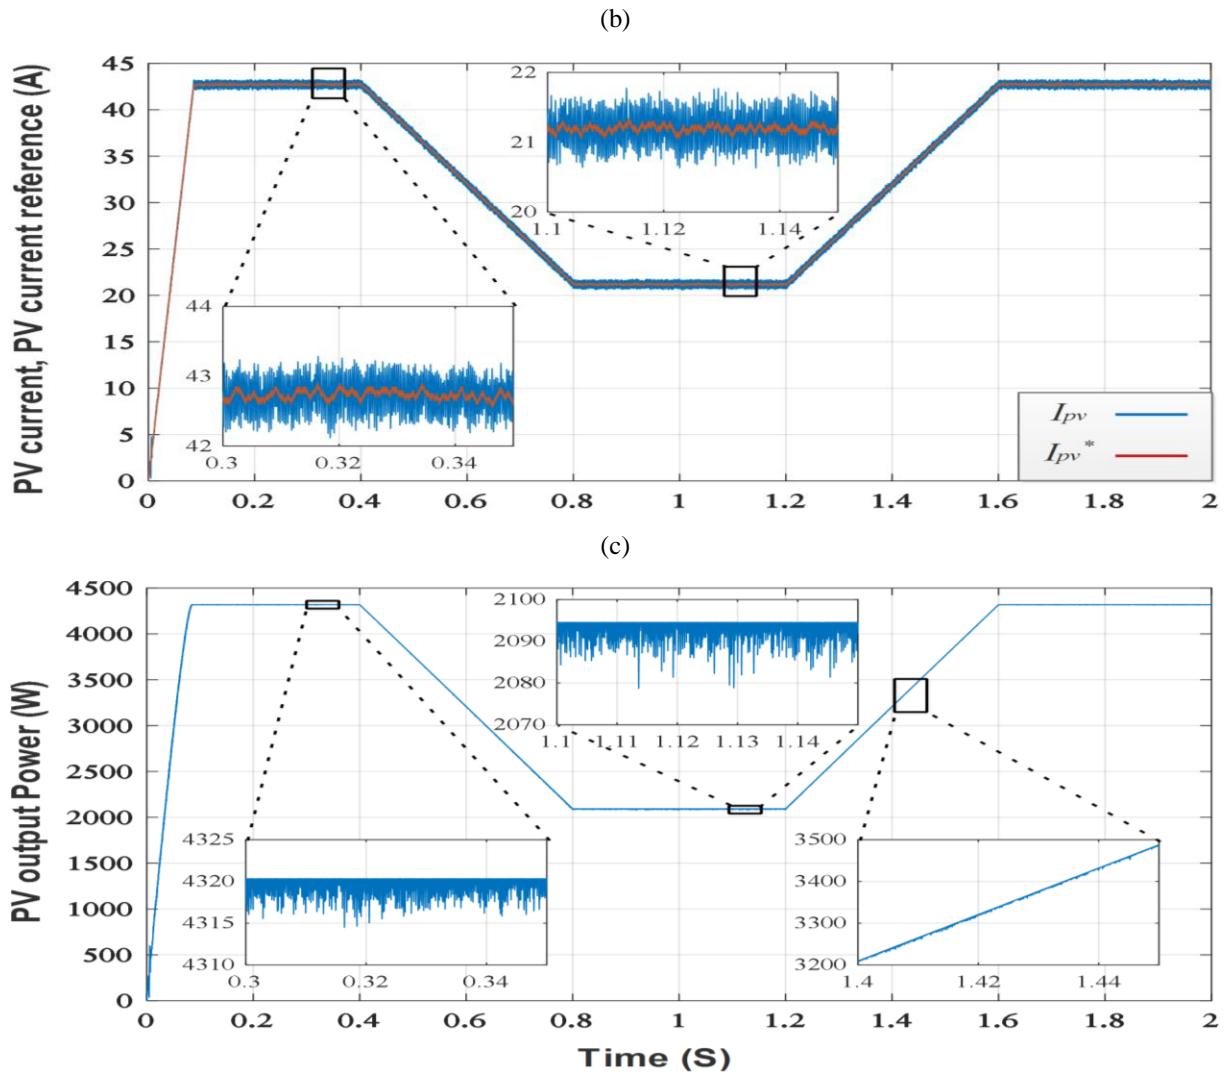 (b)
PV current, PV current reference (A)
45
40
35
30
25
20
15
10
5
0
22
21
20
1.1 1.12 1.14
44
43
42
0.3 0.32 0.34
Ipv
Ipv*
0 0.2 0.4 0.6 0.8 1 1.2 1.4 1.6 1.8 2
(c)
PV output Power (W)
4500
4000
3500
3000
2500
2000
1500
1000
500
0
2100
2090
2080
2070
1.1 1.11 1.12 1.13 1.14
4325
4320
4315
4310
0.3 0.32 0.34
3500
3400
3300
3200
1.4 1.42 1.44
0 0.2 0.4 0.6 0.8 1 1.2 1.4 1.6 1.8 2
Time (S)